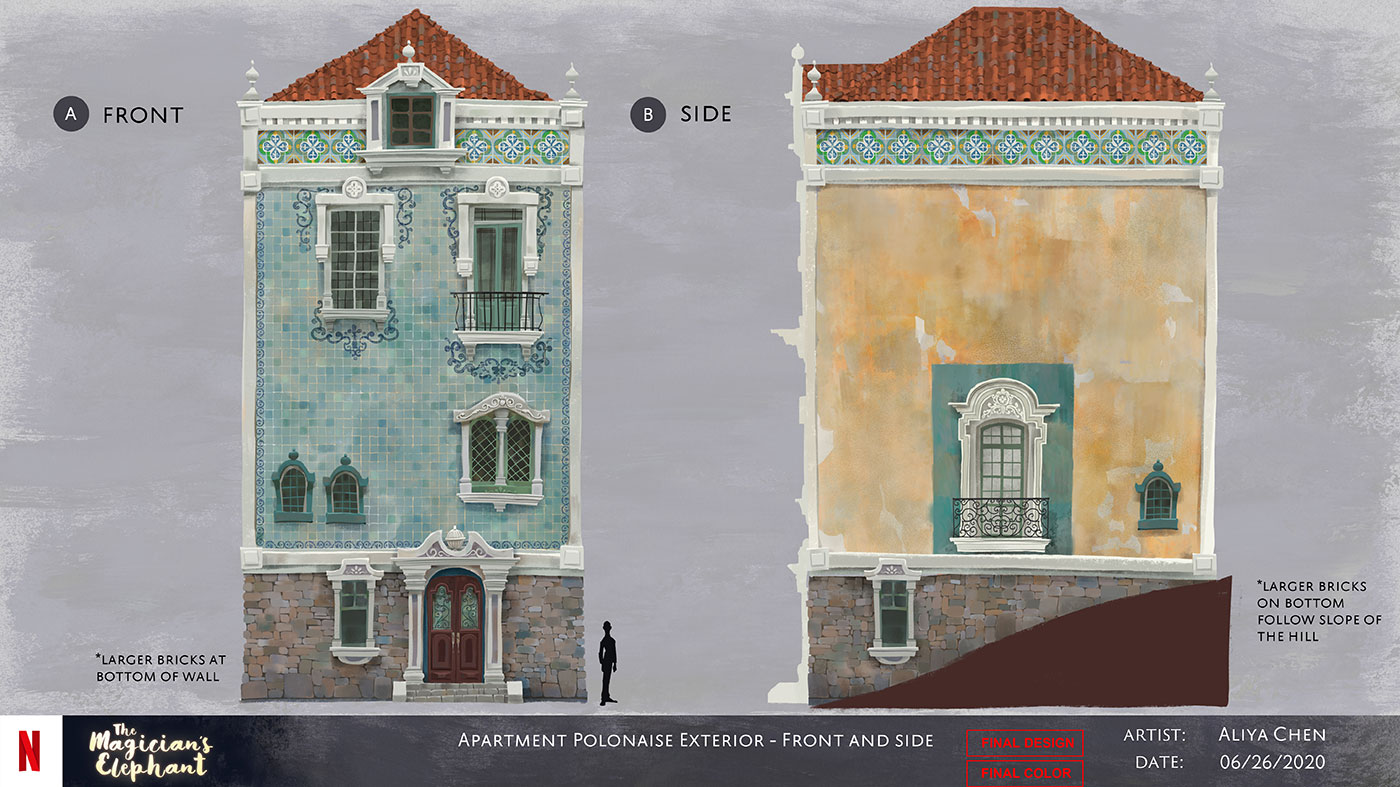 A FRONT
B SIDE
*LARGER BRICKS AT
BOTTOM OF WALL
*LARGER BRICKS
ON BOTTOM
FOLLOW SLOPE OF
THE HILL
N
The
Magician's
Elephant
APARTMENT POLONAISE EXTERIOR - FRONT AND SIDE
FINAL DESIGN
FINAL COLOR
ARTIST: ALIYA CHEN
DATE: 06/26/2020